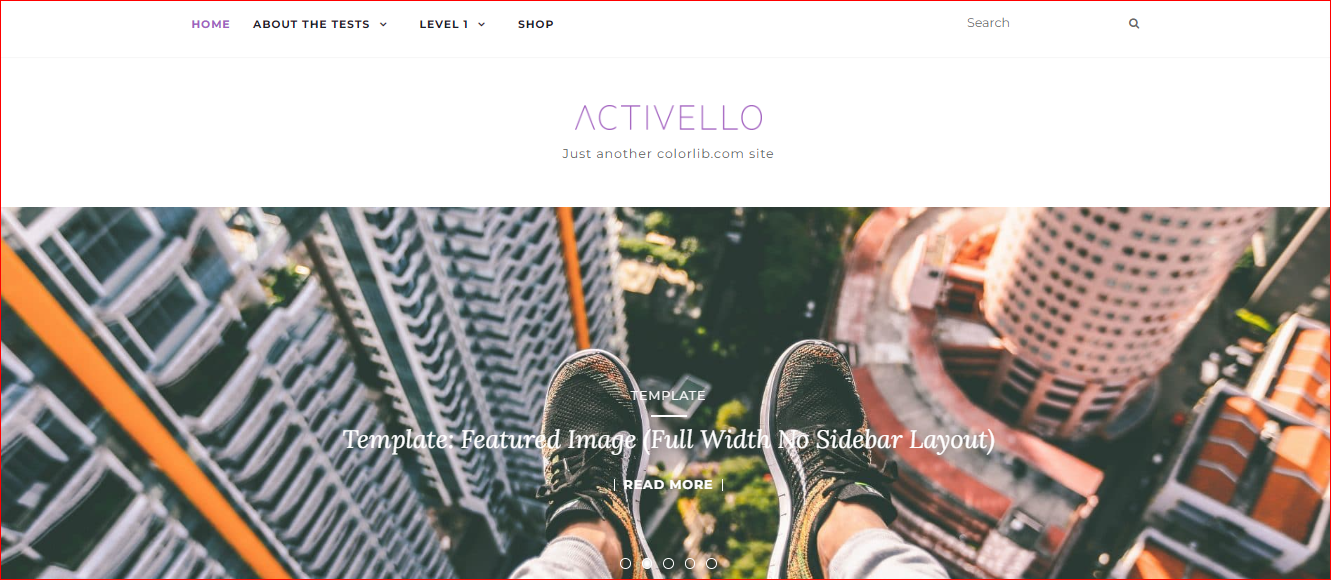 HOME ABOUT THE TESTS LEVEL 1 SHOP Search
ACTIVELLO
Just another colorlib.com site
TEMPLATE
Template: Featured Image (Full Width No Sidebar Layout)
| READ MORE |